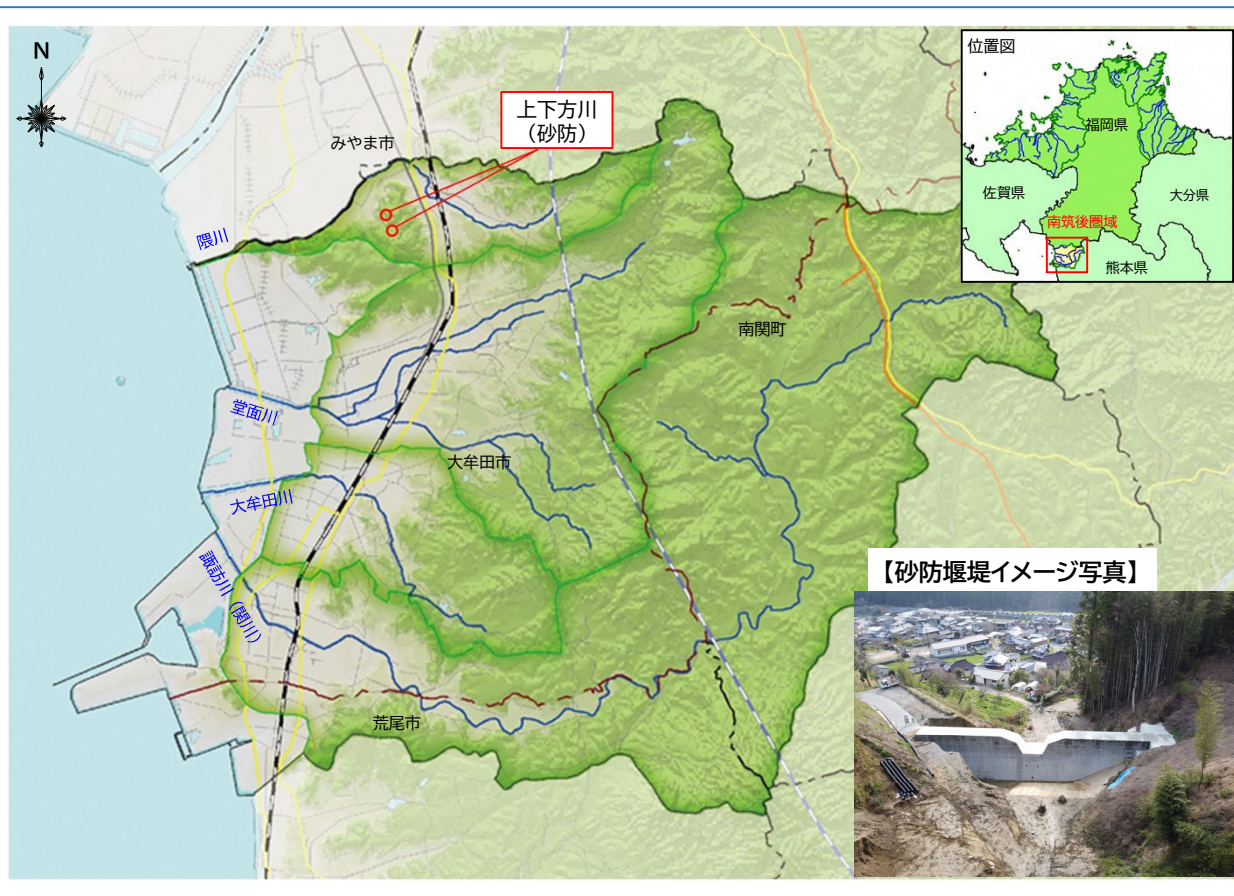 N
みやま市
上下方川
（砂防）
位置図
福岡県
佐賀県
大分県
南筑後圏域
熊本県
隈川
南関町
堂面川
大牟田市
大牟田川
諏訪川（関川）
荒尾市
【砂防堰堤イメージ写真】